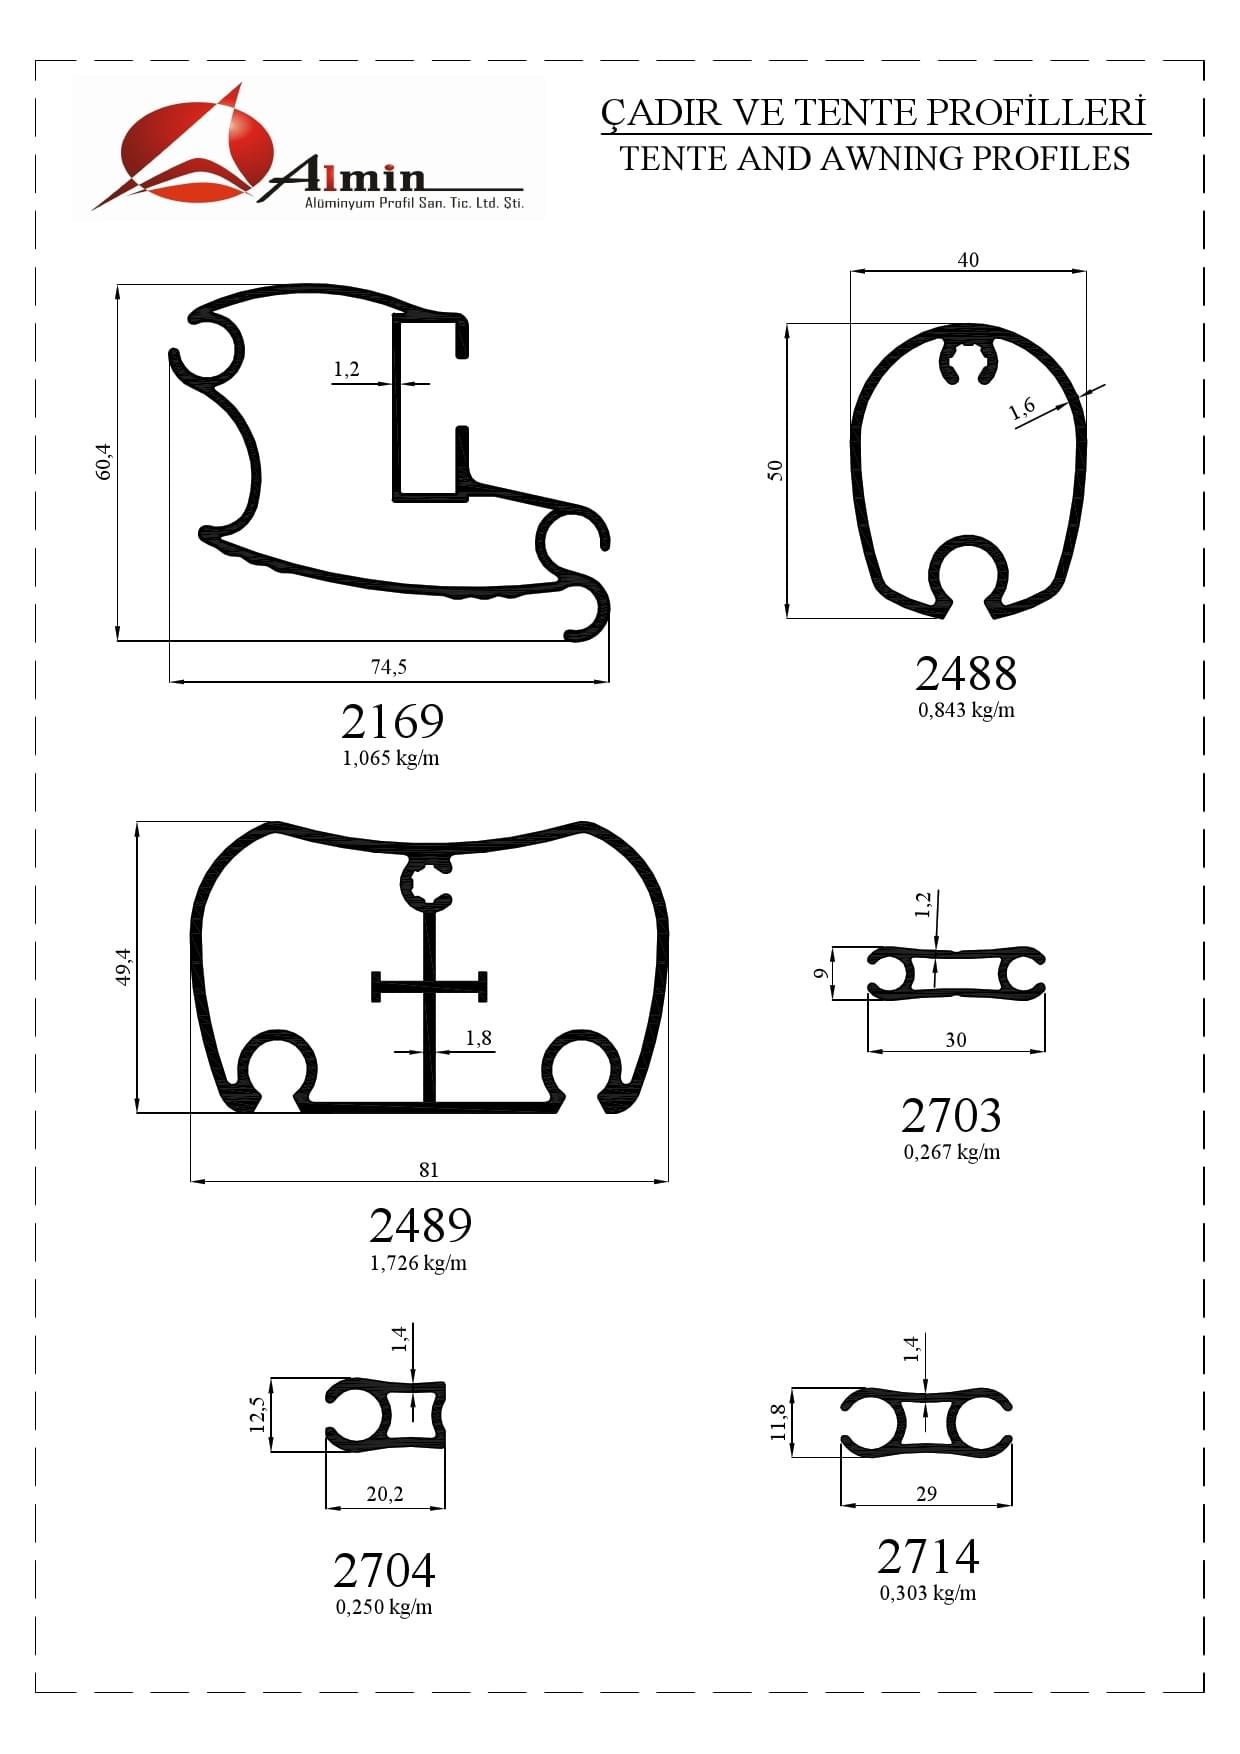 Almin
Alüminyum Profil San. Tic. Ltd. Şti.
ÇADIR VE TENTE PROFİLLERİ
TENTE AND AWNING PROFILES
60,4
1,2
74,5
2169
1,065 kg/m
40
50
1,6
2488
0,843 kg/m
49,4
1,8
81
2489
1,726 kg/m
1,2
9
30
2703
0,267 kg/m
1,4
12,5
20,2
2704
0,250 kg/m
1,4
11,8
29
2714
0,303 kg/m